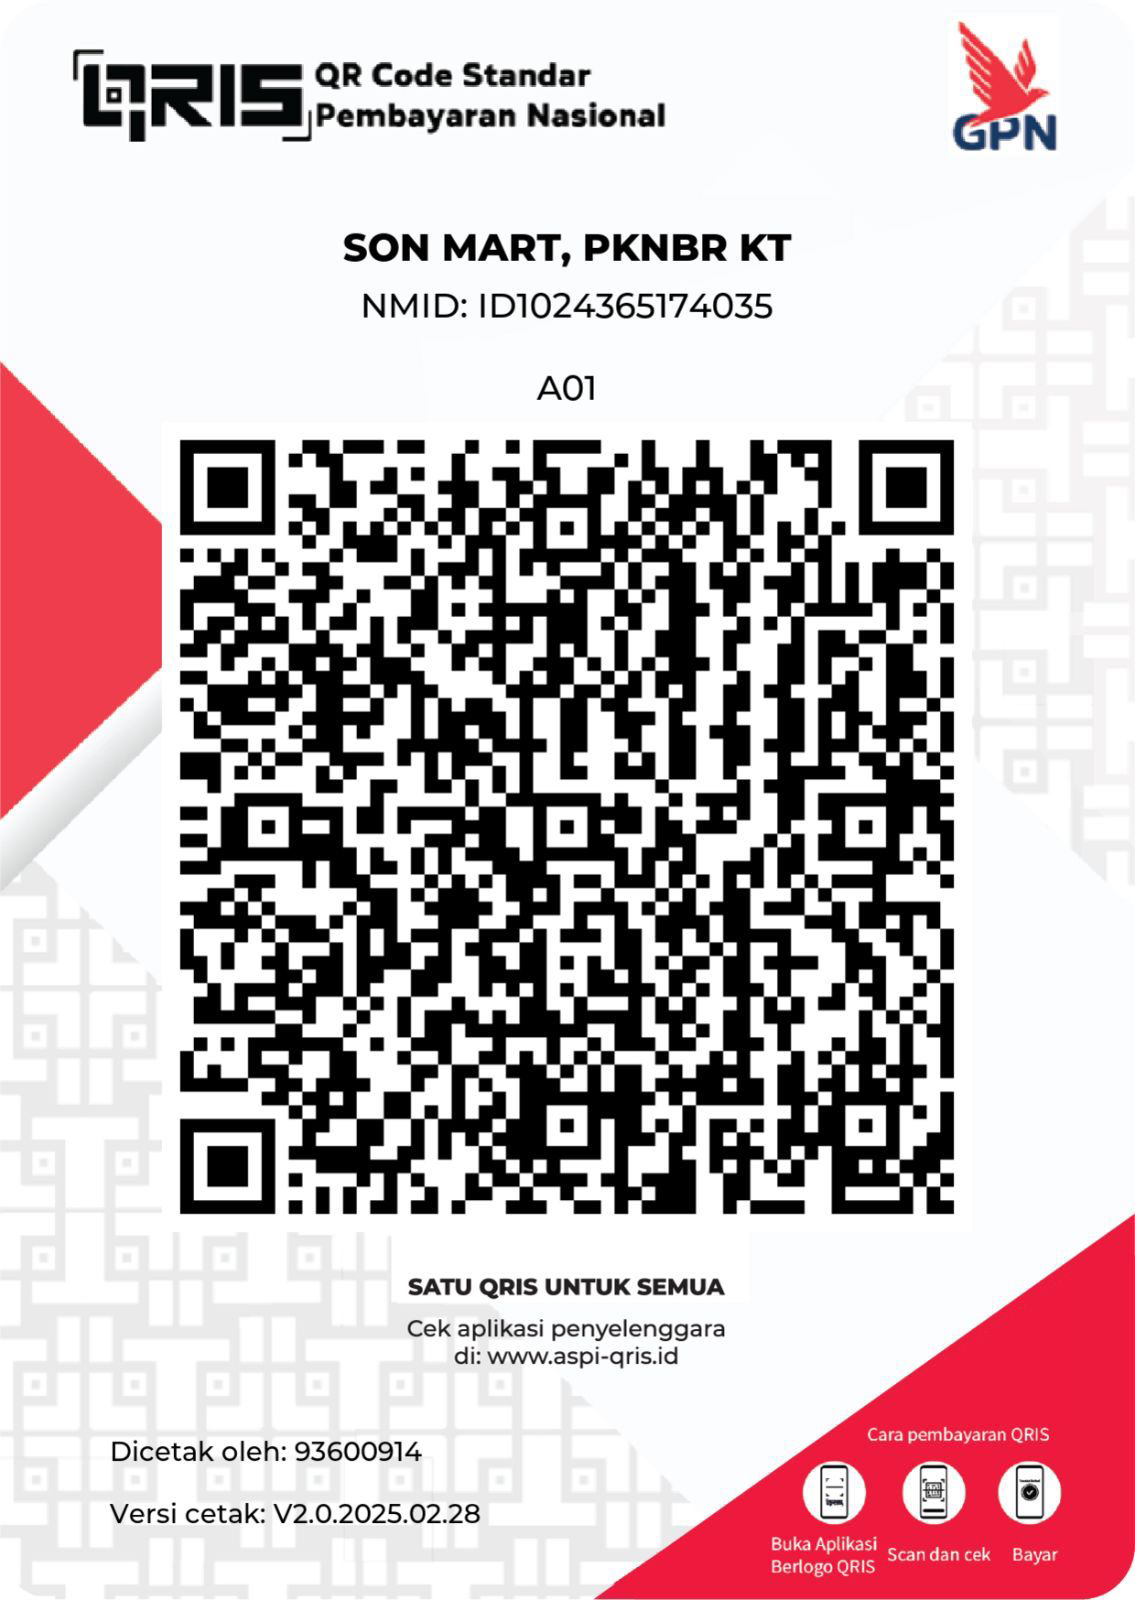 QRIS
QR Code Standar
Pembayaran Nasional
GPN
SON MART, PKNBR KT
NMID: ID1024365174035
A01
SATU QRIS UNTUK SEMUA
Cek aplikasi penyelenggara
di: www.aspi-qris.id
Dicetak oleh: 93600914
Versi cetak: V2.0.2025.02.28
Cara pembayaran QRIS
Buka Aplikasi
Berlogo QRIS
Scan dan cek
Bayar